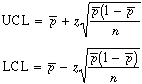 UCL = p̅ + z√(p̅(1 − p̅)/n)
LCL = p̅ − z√(p̅(1 − p̅)/n)